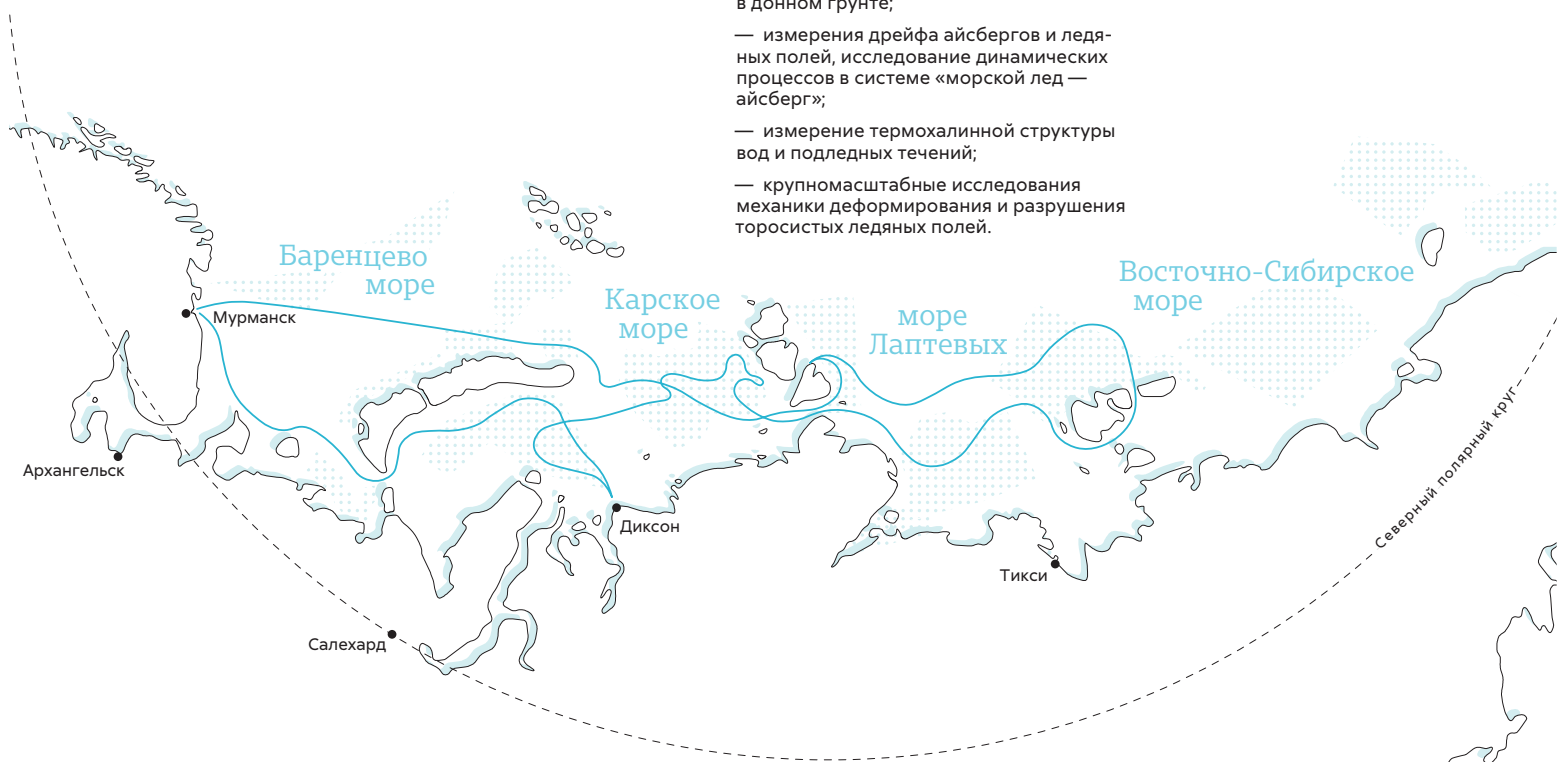 в донном грунте;
— измерения дрейфа айсбергов и ледя-
ных полей, исследование динамических
процессов в системе «морской лед —
айсберг»;
— измерение термохалинной структуры
вод и подледных течений;
— крупномасштабные исследования
механики деформирования и разрушения
торосистых ледяных полей.
Баренцево
море
Карское
море
море
Лаптевых
Восточно-Сибирское
море
Мурманск
Архангельск
Салехард
Диксон
Тикси
Северный полярный круг